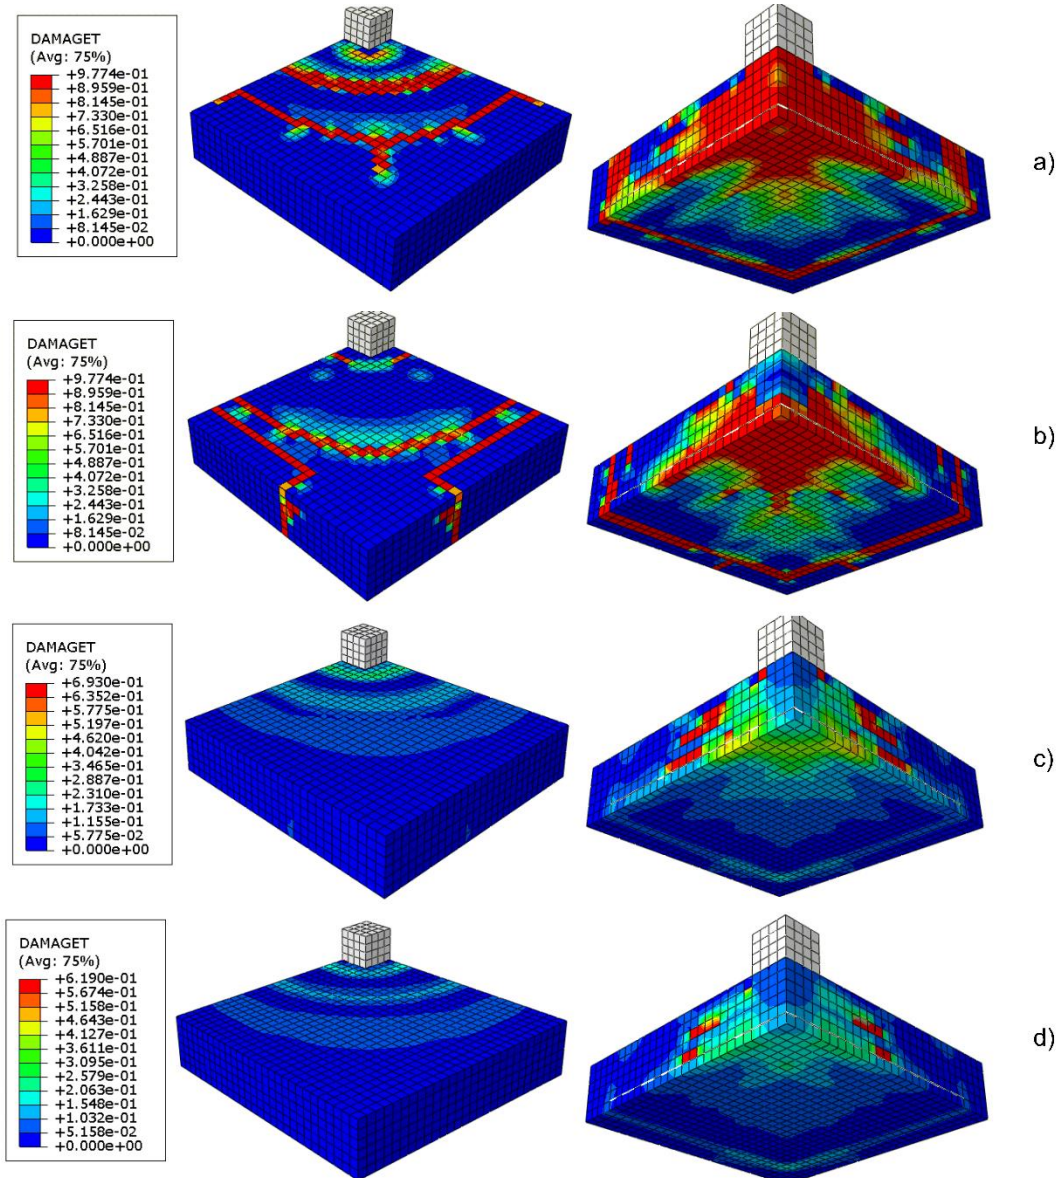 DAMAGET
(Avg: 75%)
+9.774e-01
+8.959e-01
+8.145e-01
+7.330e-01
+6.516e-01
+5.701e-01
+4.887e-01
+4.072e-01
+3.258e-01
+2.443e-01
+1.629e-01
+8.145e-02
+0.000e+00
a)
DAMAGET
(Avg: 75%)
+9.774e-01
+8.959e-01
+8.145e-01
+7.330e-01
+6.516e-01
+5.701e-01
+4.887e-01
+4.072e-01
+3.258e-01
+2.443e-01
+1.629e-01
+8.145e-02
+0.000e+00
b)
DAMAGET
(Avg: 75%)
+6.930e-01
+6.352e-01
+5.775e-01
+5.197e-01
+4.620e-01
+4.042e-01
+3.465e-01
+2.887e-01
+2.310e-01
+1.733e-01
+1.155e-01
+5.775e-02
+0.000e+00
c)
DAMAGET
(Avg: 75%)
+6.190e-01
+5.674e-01
+5.158e-01
+4.643e-01
+4.127e-01
+3.611e-01
+3.095e-01
+2.579e-01
+2.063e-01
+1.548e-01
+1.032e-01
+5.158e-02
+0.000e+00
d)